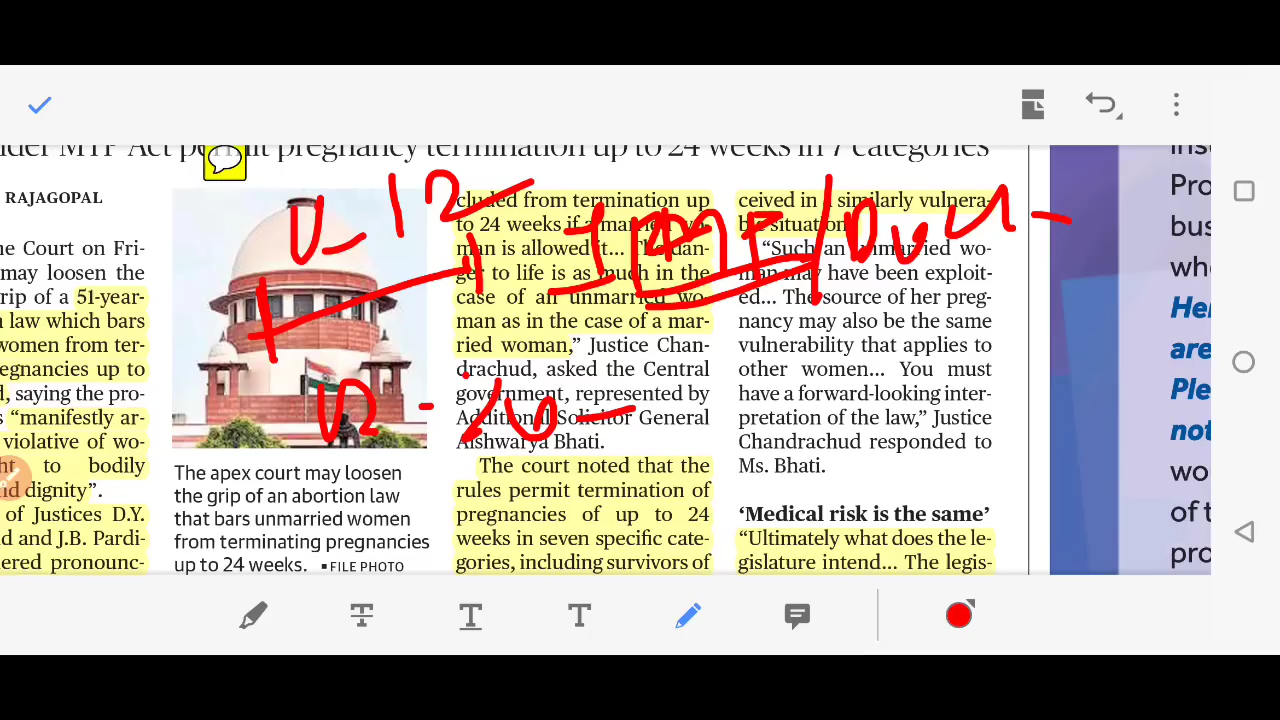 nder MTP Act permit pregnancy termination up to 24 weeks in 7 categories
RAJAGOPAL
he Court on Fri-
may loosen the
rip of a 51-year-
n law which bars
women from ter-
egnancies up to
d, saying the pro-
s “manifestly ar-
violative of wo-
ht to bodily
id dignity”.
of Justices D.Y.
d and J.B. Pardi-
ered pronounc-
The apex court may loosen
the grip of an abortion law
that bars unmarried women
from terminating pregnancies
up to 24 weeks. ▪FILE PHOTO
cluded from termination up
to 24 weeks if a married wo-
man is allowed it... The dan-
ger to life is as much in the
case of an unmarried wo-
man as in the case of a mar-
ried woman,” Justice Chan-
drachud, asked the Central
government, represented by
Additional Solicitor General
Aishwarya Bhati.
The court noted that the
rules permit termination of
pregnancies of up to 24
weeks in seven specific cate-
gories, including survivors of
ceived in a similarly vulnera-
ble situation.
“Such an unmarried wo-
man may have been exploit-
ed... The source of her preg-
nancy may also be the same
vulnerability that applies to
other women... You must
have a forward-looking inter-
pretation of the law,” Justice
Chandrachud responded to
Ms. Bhati.
‘Medical risk is the same’
“Ultimately what does the le-
gislature intend... The legis-
Pro
bus
whe
Her
are
Ple
not
wo
of t
pro
12